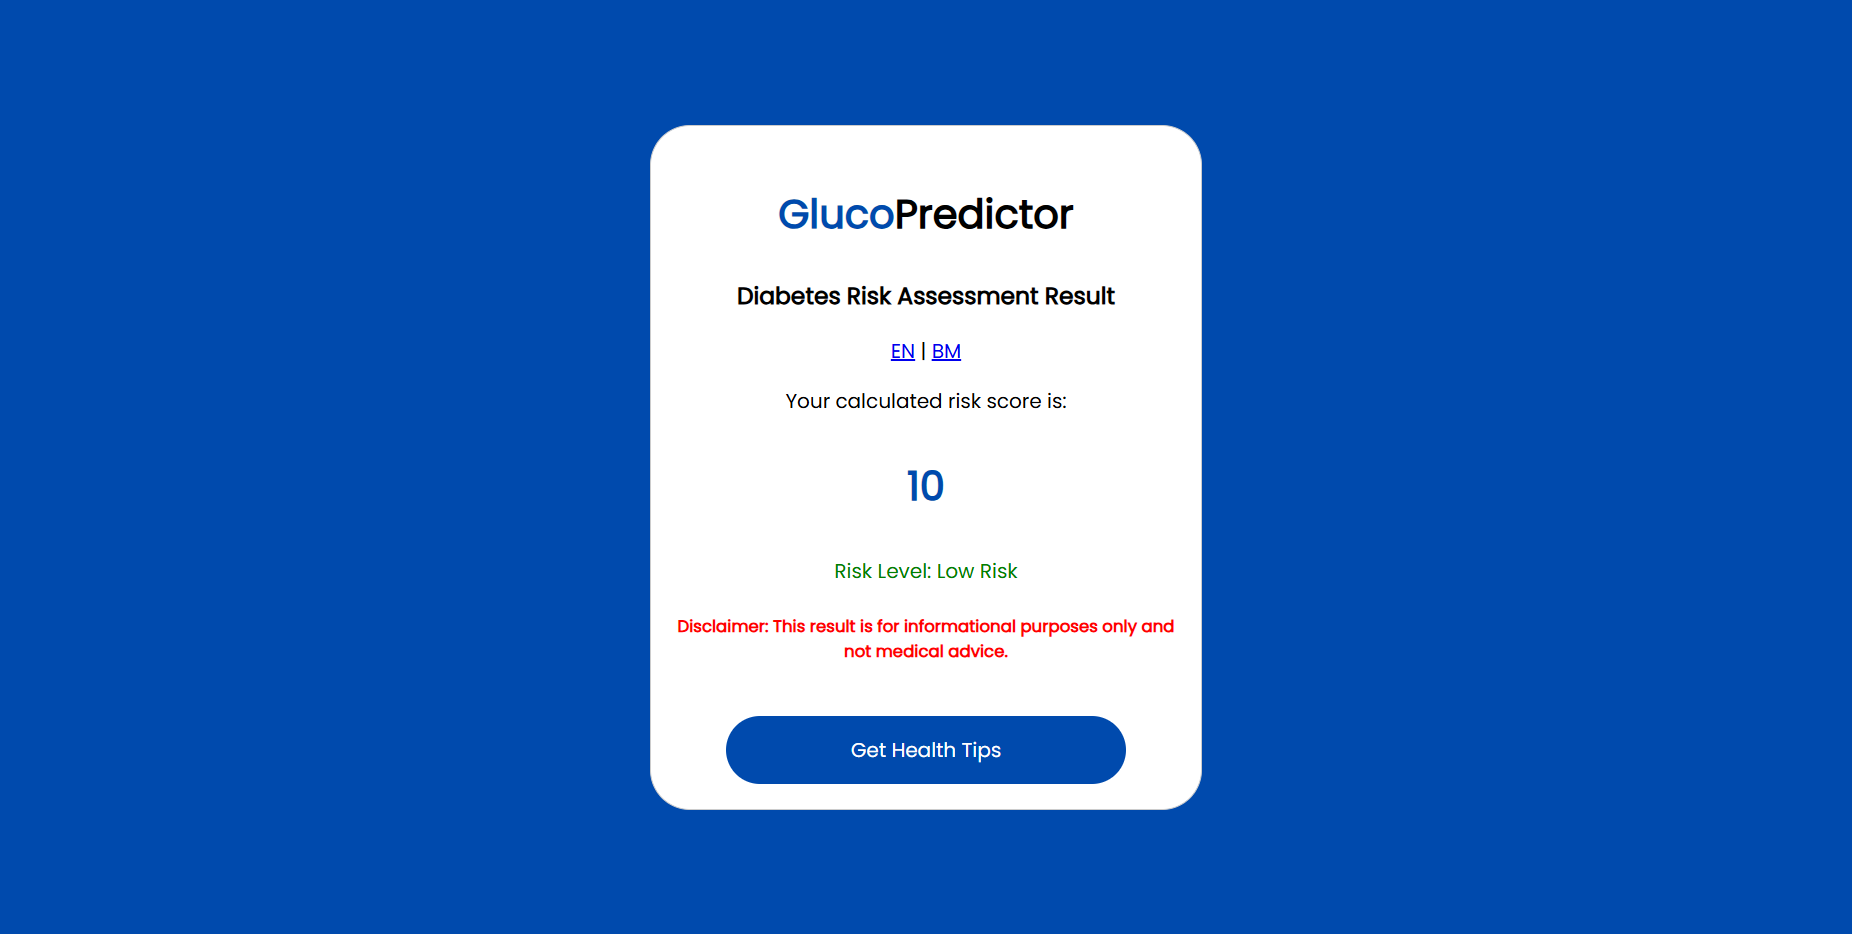 GlucoPredictor
Diabetes Risk Assessment Result
EN | BM
Your calculated risk score is:
10
Risk Level: Low Risk
Disclaimer: This result is for informational purposes only and
not medical advice.
Get Health Tips